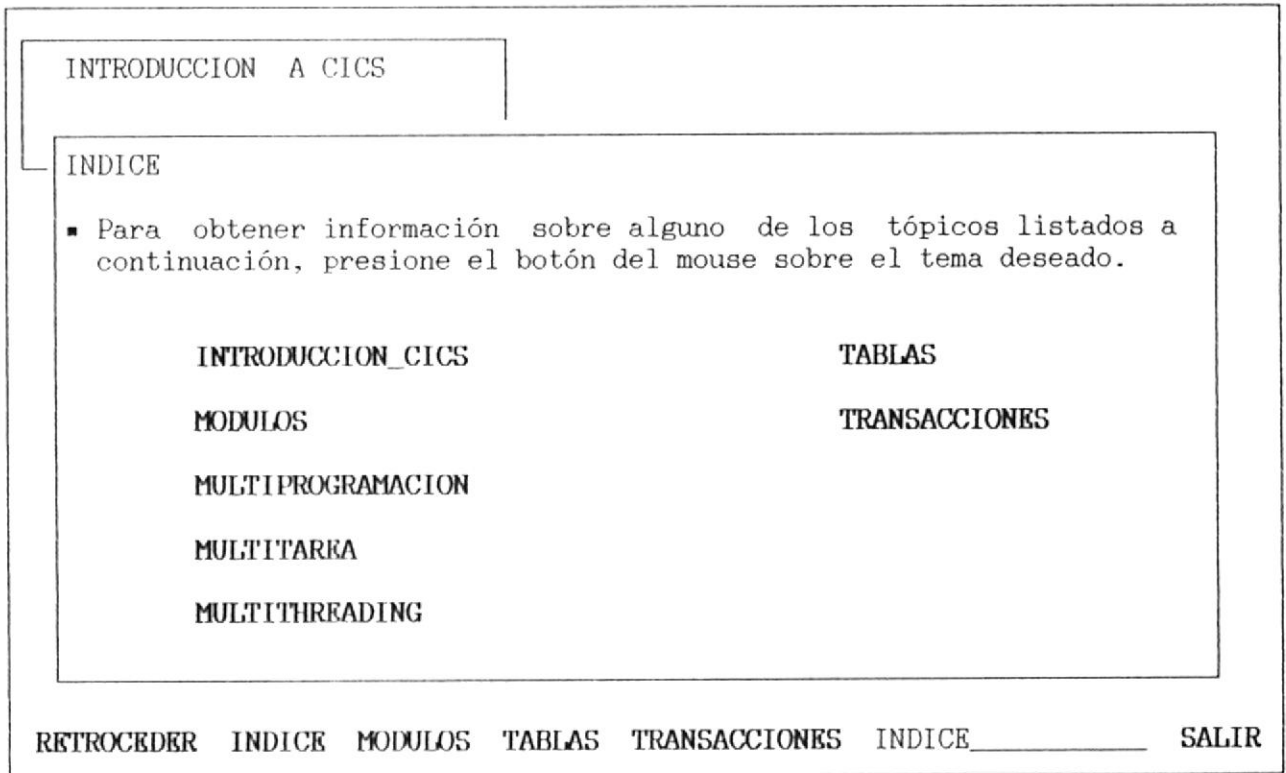 INTRODUCCION A CICS
INDICE
▪ Para obtener información sobre alguno de los tópicos listados a
continuación, presione el botón del mouse sobre el tema deseado.
INTRODUCCION_CICS TABLAS
MODULOS TRANSACCIONES
MULTIPROGRAMACION
MULTITAREA
MULTITHREADING
RETROCEDER INDICE MODULOS TABLAS TRANSACCIONES INDICE___________ SALIR